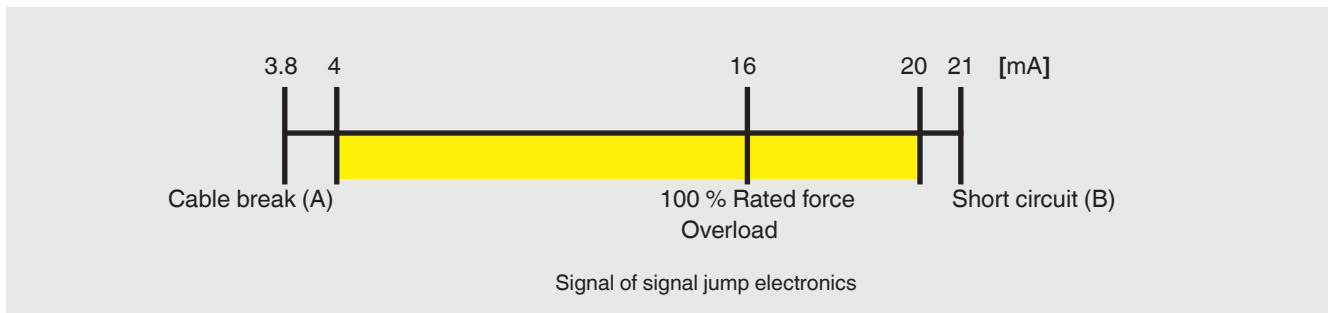 3.8 4 16 20 21 [mA]
Cable break (A) 100 % Rated force Short circuit (B)
Overload
Signal of signal jump electronics